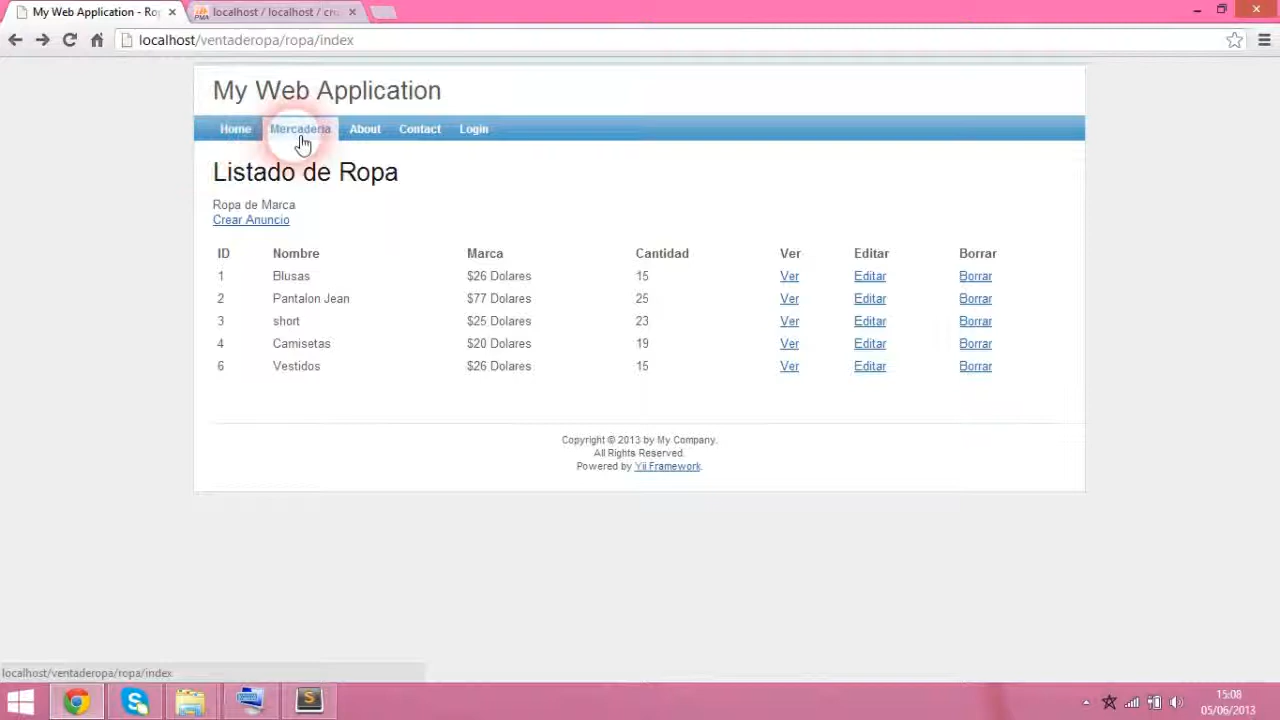 My Web Application - Ro
localhost / localhost / cr
localhost/ventaderopa/ropa/index
My Web Application
Home Mercaderia About Contact Login
Listado de Ropa
Ropa de Marca
Crear Anuncio
ID Nombre Marca Cantidad Ver Editar Borrar
1 Blusas $26 Dolares 15 Ver Editar Borrar
2 Pantalon Jean $77 Dolares 25 Ver Editar Borrar
3 short $25 Dolares 23 Ver Editar Borrar
4 Camisetas $20 Dolares 19 Ver Editar Borrar
6 Vestidos $26 Dolares 15 Ver Editar Borrar
Copyright © 2013 by My Company.
All Rights Reserved.
Powered by Yii Framework.
localhost/ventaderopa/ropa/index
15:08
05/06/2013